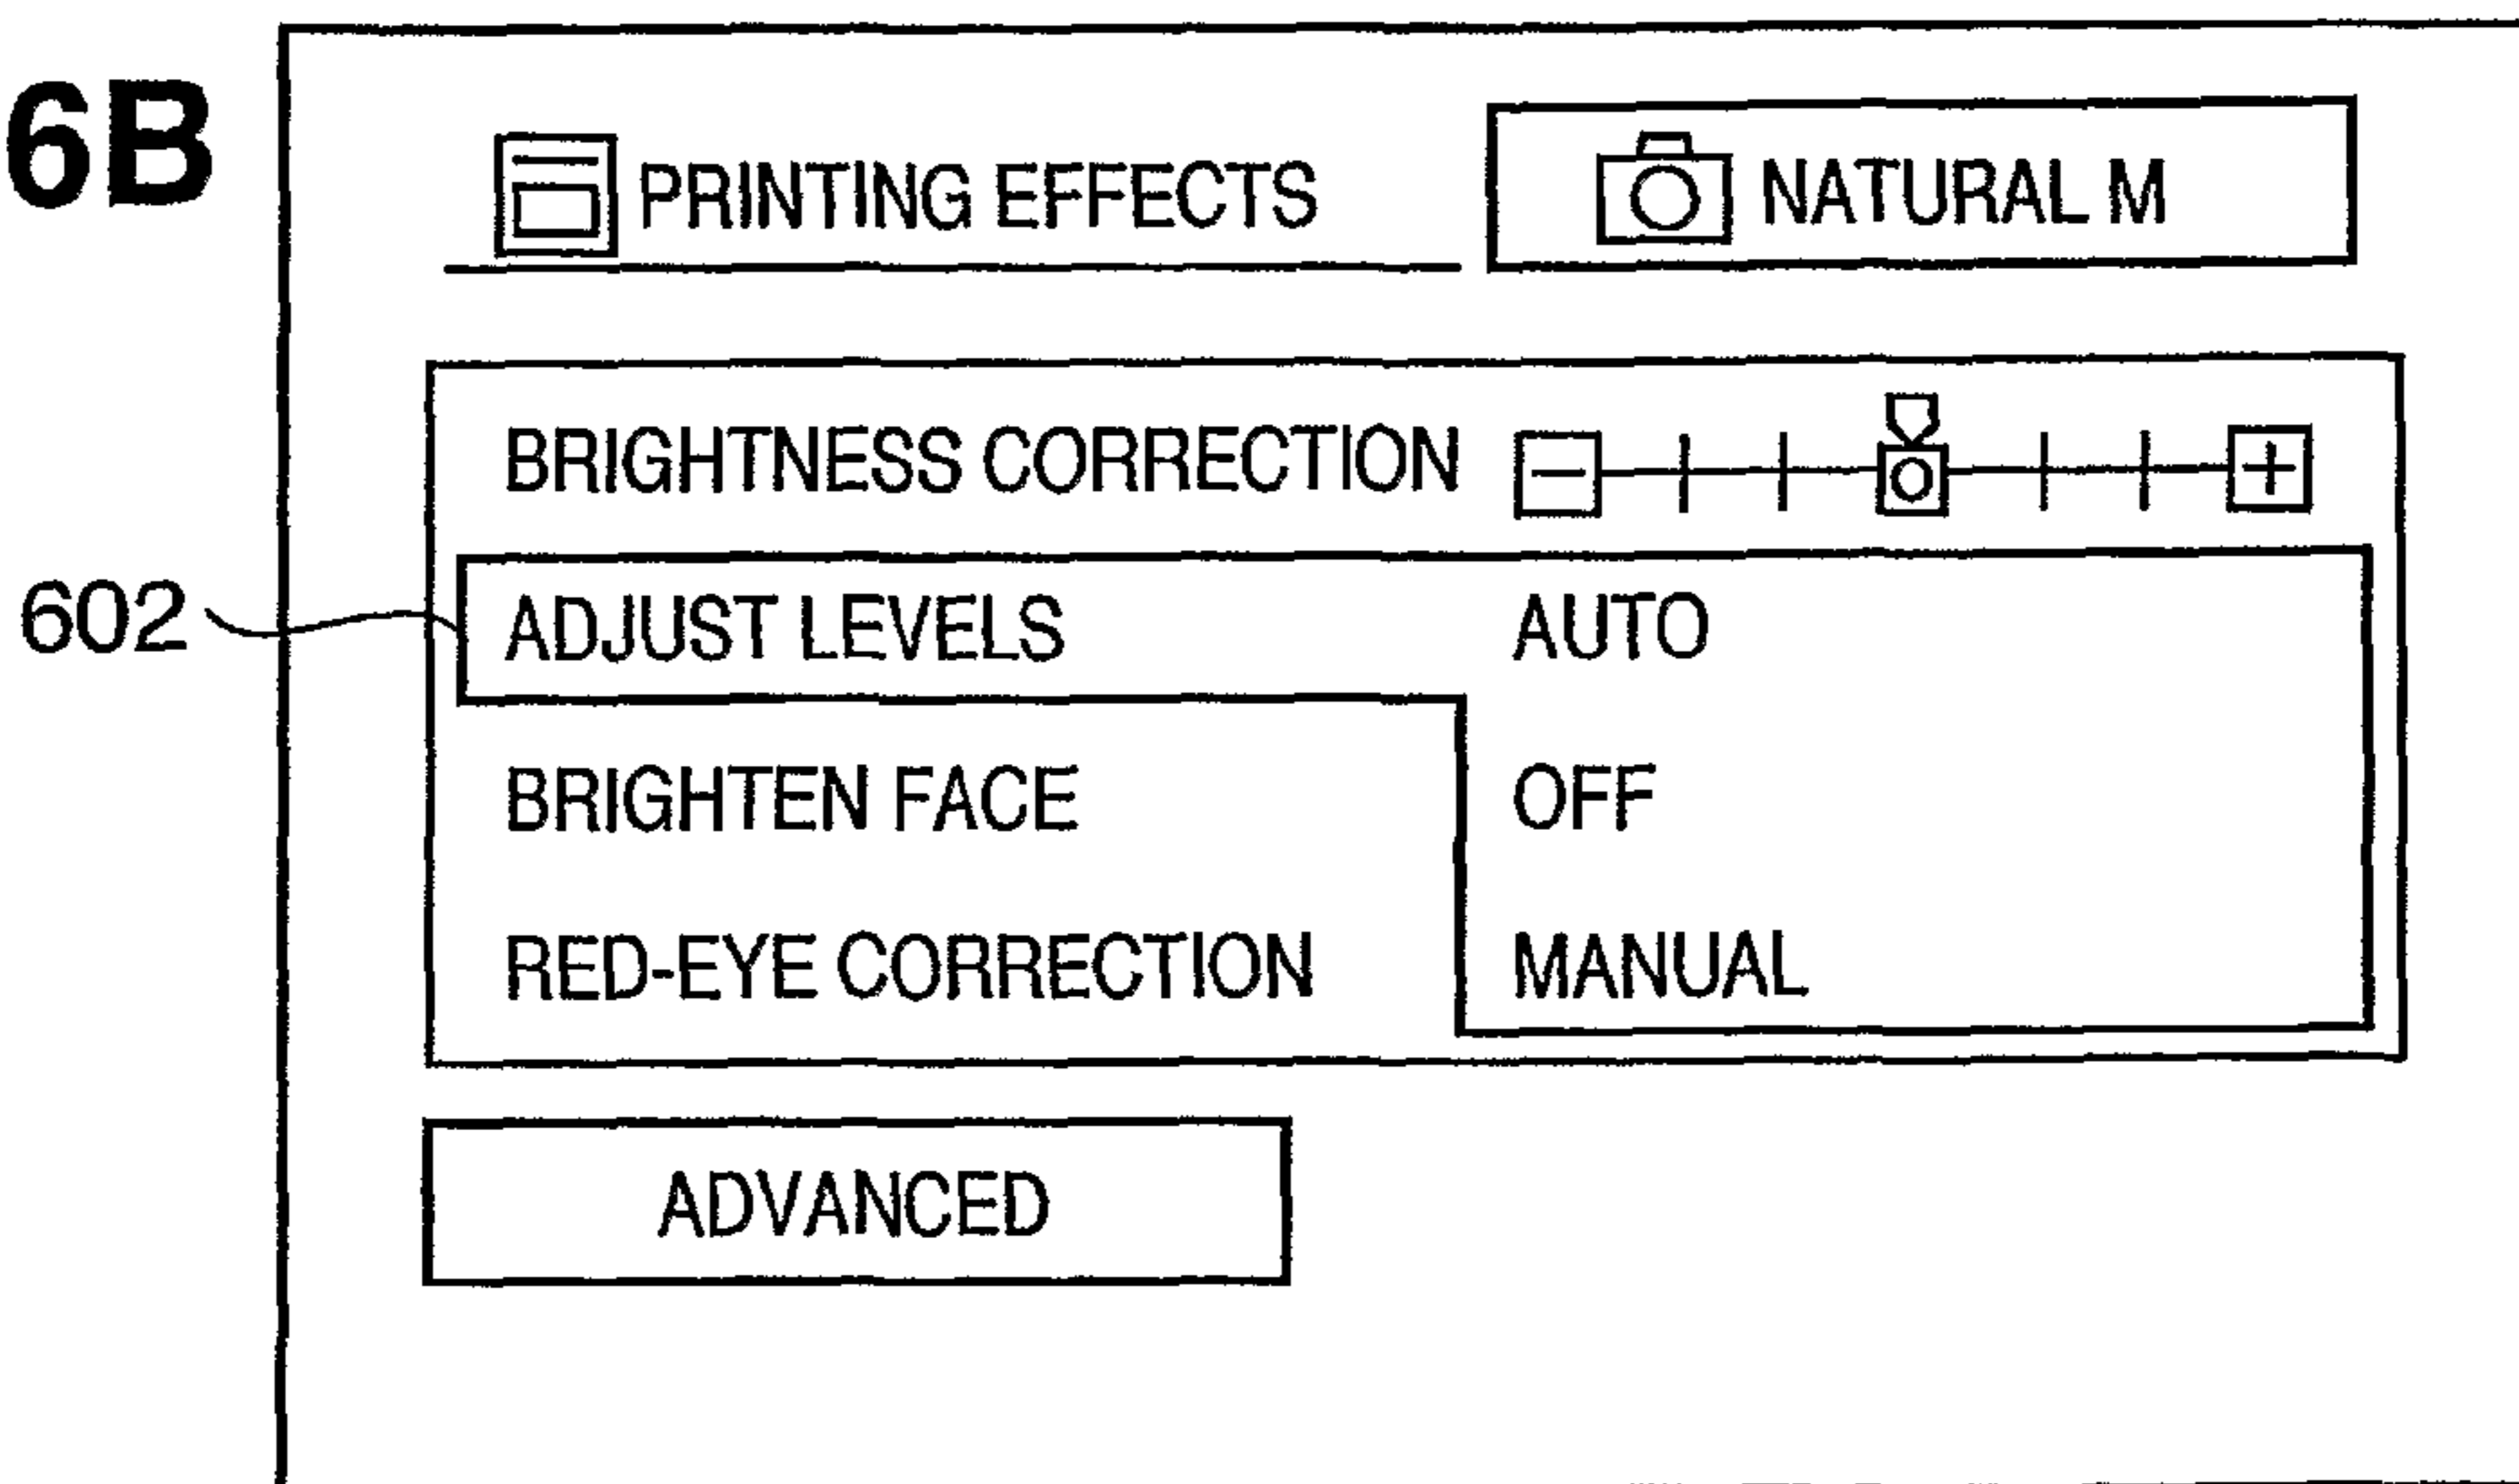 6B
PRINTING EFFECTS NATURAL M
BRIGHTNESS CORRECTION − +
602 ADJUST LEVELS AUTO
BRIGHTEN FACE OFF
RED-EYE CORRECTION MANUAL
ADVANCED